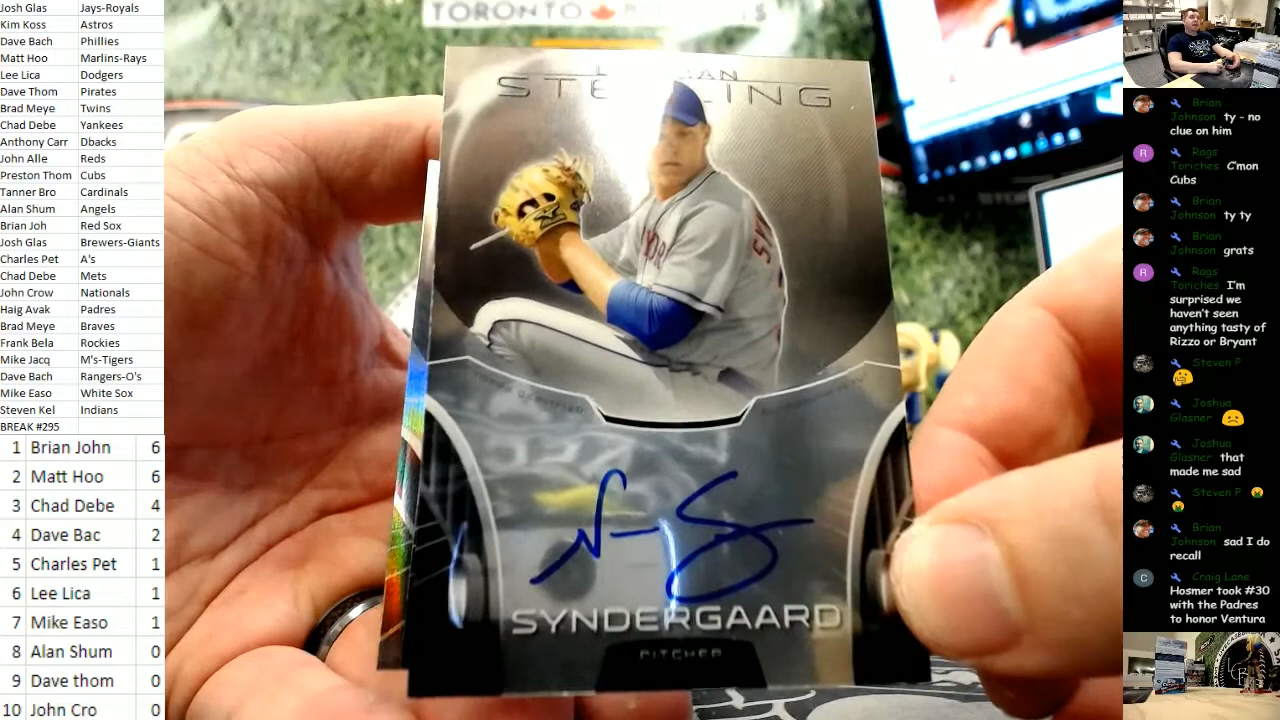 Josh Glas Jays-Royals
Kim Koss Astros
Dave Bach Phillies
Matt Hoo Marlins-Rays
Lee Lica Dodgers
Dave Thom Pirates
Brad Meye Twins
Chad Debe Yankees
Anthony Carr Dbacks
John Alle Reds
Preston Thom Cubs
Tanner Bro Cardinals
Alan Shum Angels
Brian Joh Red Sox
Josh Glas Brewers-Giants
Charles Pet A's
Chad Debe Mets
John Crow Nationals
Haig Avak Padres
Brad Meye Braves
Frank Bela Rockies
Mike Jacq M's-Tigers
Dave Bach Rangers-O's
Mike Easo White Sox
Steven Kel Indians
BREAK #295
1 Brian John 6
2 Matt Hoo 6
3 Chad Debe 4
4 Dave Bac 2
5 Charles Pet 1
6 Lee Lica 1
7 Mike Easo 1
8 Alan Shum 0
9 Dave thom 0
10 John Cro 0
TORONTO
SYNDERGAARD
PITCHER
Brian
Johnson ty - no
clue on him
R Rags
Toriches C'mon
Cubs
Brian
Johnson ty ty
Brian
Johnson grats
R Rags
Toriches I'm
surprised we
haven't seen
anything tasty of
Rizzo or Bryant
Steven P
Joshua
Glasner
Joshua
Glasner that
made me sad
Steven P
Brian
Johnson sad I do
recall
C Craig Lane
Hosmer took #30
with the Padres
to honor Ventura